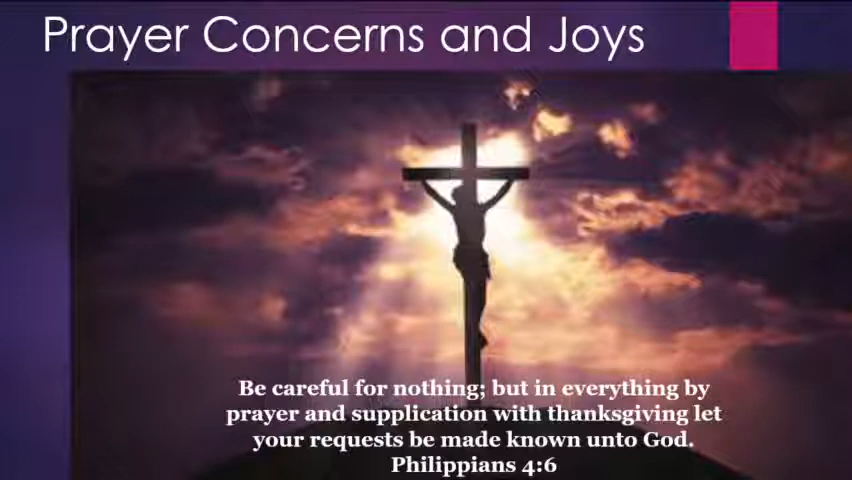 Prayer Concerns and Joys
Be careful for nothing; but in everything by
prayer and supplication with thanksgiving let
your requests be made known unto God.
Philippians 4:6